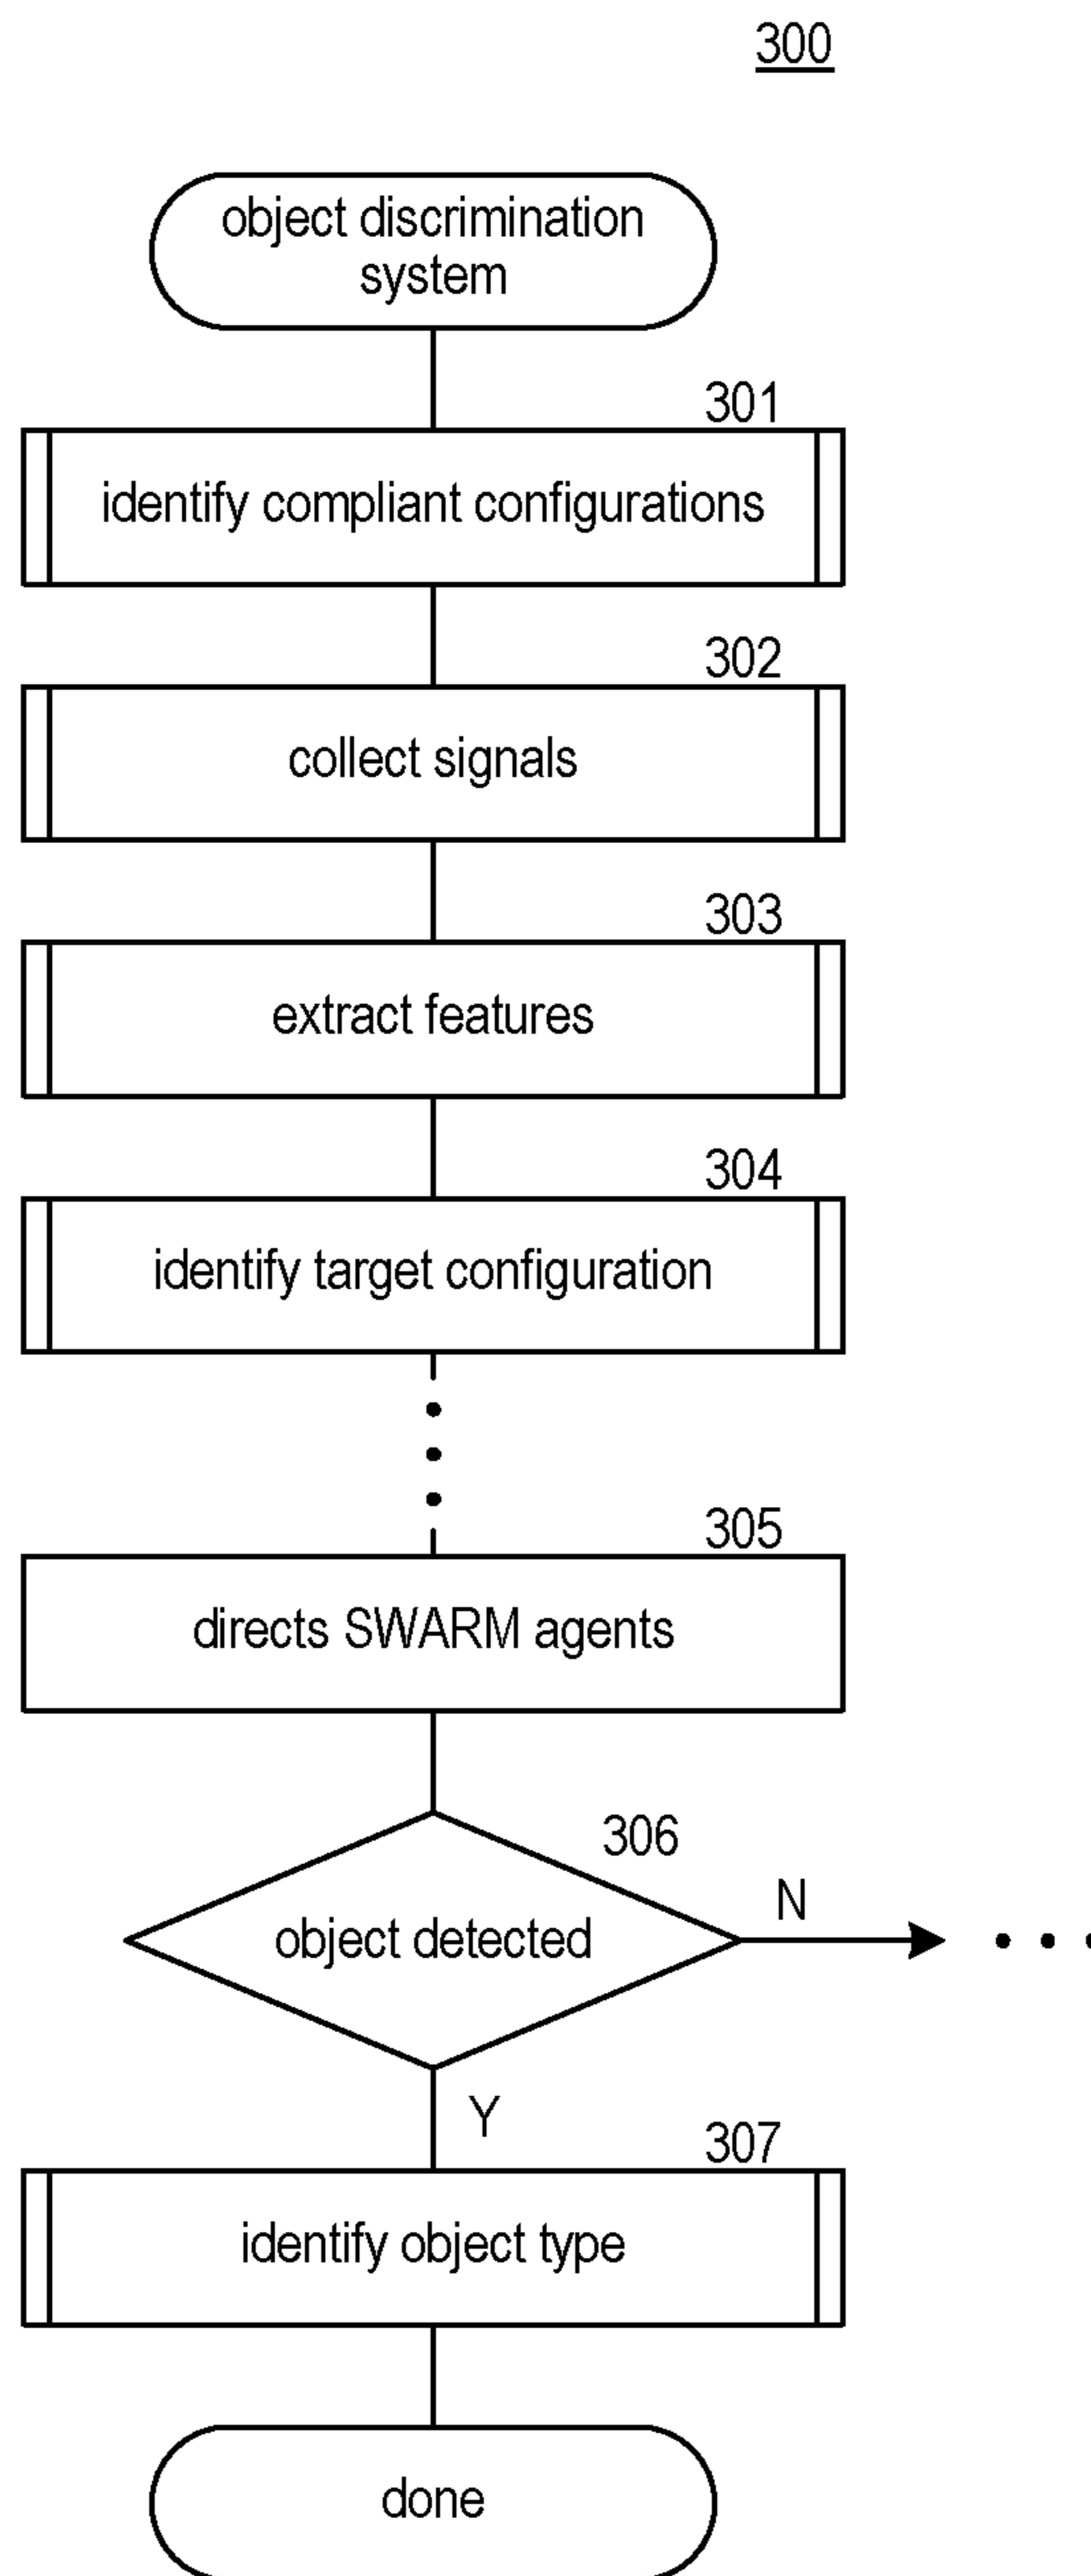 300
object discrimination
system
301
identify compliant configurations
302
collect signals
303
extract features
304
identify target configuration
305
directs SWARM agents
306
object detected
N
Y
307
identify object type
done